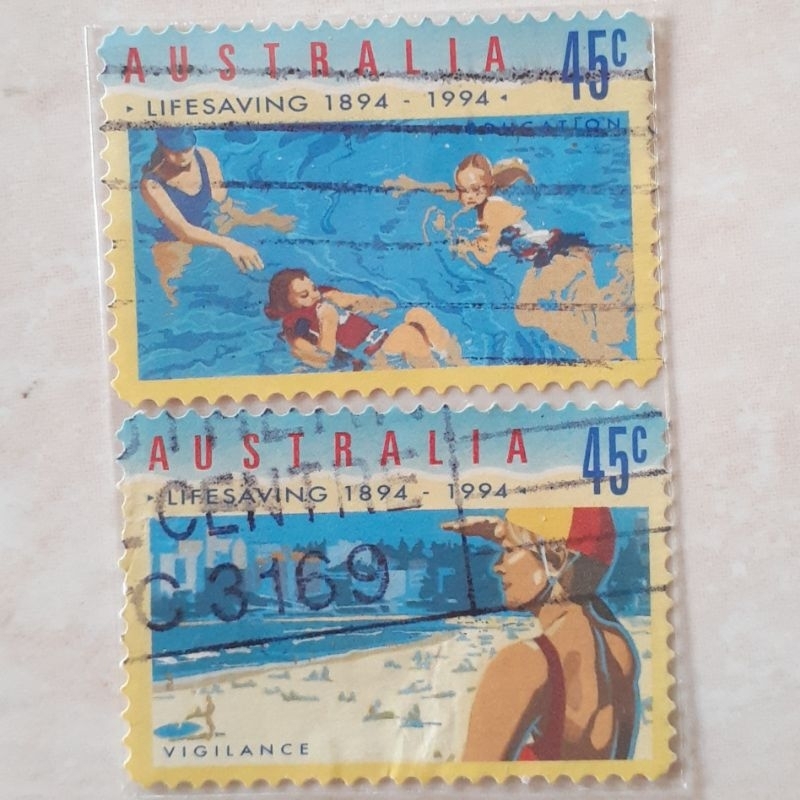 AUSTRALIA 45c
▸ LIFESAVING 1894 - 1994 ◂
EDUCATION
AUSTRALIA 45c
▸ LIFESAVING 1894 - 1994 ◂
CENTRE
C 3169
VIGILANCE